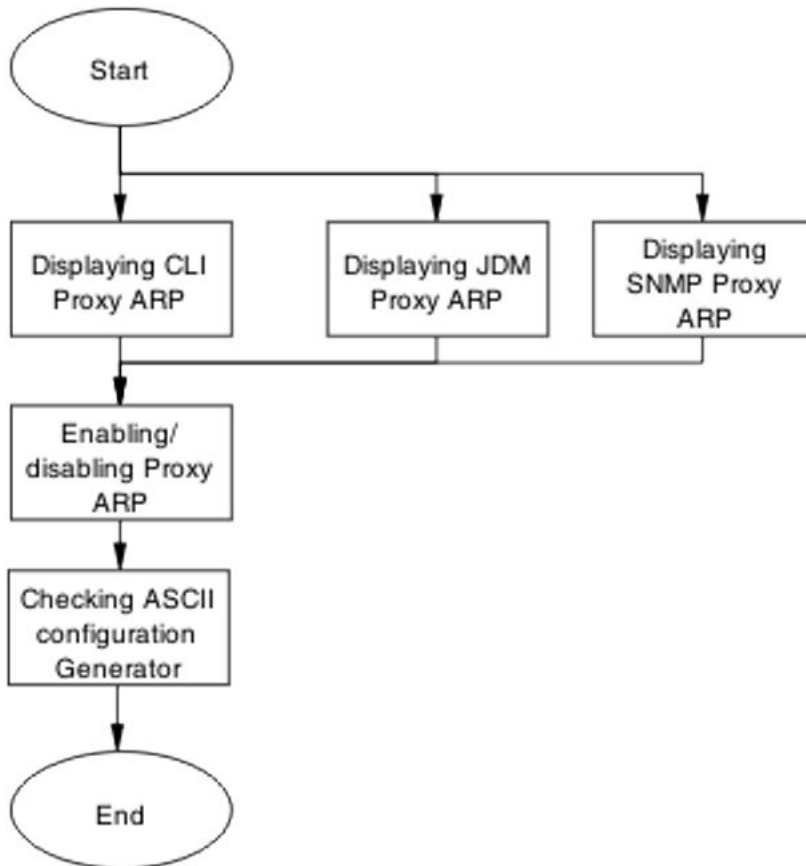 Start
Displaying CLI
Proxy ARP
Displaying JDM
Proxy ARP
Displaying
SNMP Proxy
ARP
Enabling/
disabling Proxy
ARP
Checking ASCII
configuration
Generator
End